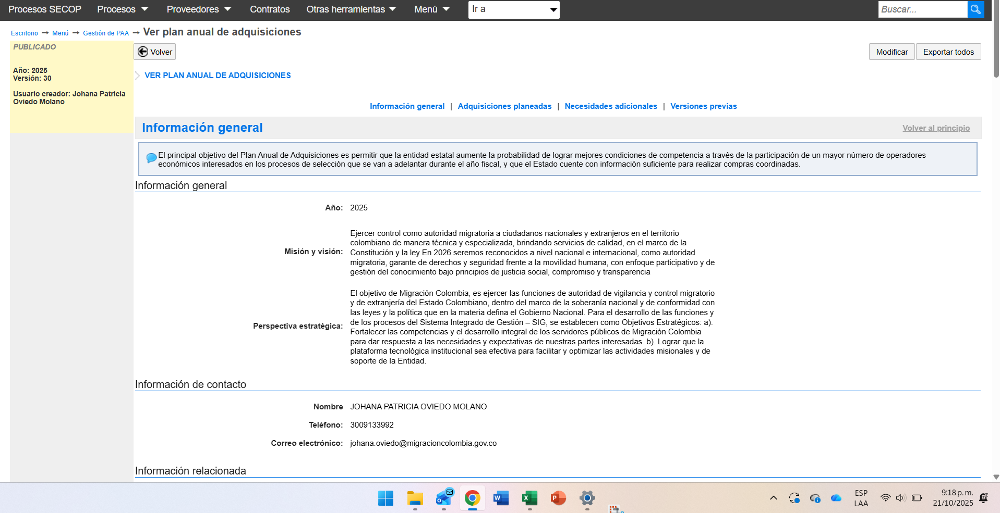 Procesos SECOP Procesos Proveedores Contratos Otras herramientas Menú Ir a Buscar...
Escritorio → Menú → Gestión de PAA → Ver plan anual de adquisiciones
PUBLICADO
Año: 2025
Versión: 30
Usuario creador: Johana Patricia
Oviedo Molano
Volver Modificar Exportar todos
VER PLAN ANUAL DE ADQUISICIONES
Información general | Adquisiciones planeadas | Necesidades adicionales | Versiones previas
Información general Volver al principio
El principal objetivo del Plan Anual de Adquisiciones es permitir que la entidad estatal aumente la probabilidad de lograr mejores condiciones de competencia a través de la participación de un mayor número de operadores
económicos interesados en los procesos de selección que se van a adelantar durante el año fiscal, y que el Estado cuente con información suficiente para realizar compras coordinadas.
Información general
Año: 2025
Misión y visión:
Ejercer control como autoridad migratoria a ciudadanos nacionales y extranjeros en el territorio
colombiano de manera técnica y especializada, brindando servicios de calidad, en el marco de la
Constitución y la ley En 2026 seremos reconocidos a nivel nacional e internacional, como autoridad
migratoria, garante de derechos y seguridad frente a la movilidad humana, con enfoque participativo y de
gestión del conocimiento bajo principios de justicia social, compromiso y transparencia
Perspectiva estratégica:
El objetivo de Migración Colombia, es ejercer las funciones de autoridad de vigilancia y control migratorio
y de extranjería del Estado Colombiano, dentro del marco de la soberanía nacional y de conformidad con
las leyes y la política que en la materia defina el Gobierno Nacional. Para el desarrollo de las funciones y
de los procesos del Sistema Integrado de Gestión – SIG, se establecen como Objetivos Estratégicos: a).
Fortalecer las competencias y el desarrollo integral de los servidores públicos de Migración Colombia
para dar respuesta a las necesidades y expectativas de nuestras partes interesadas. b). Lograr que la
plataforma tecnológica institucional sea efectiva para facilitar y optimizar las actividades misionales y de
soporte de la Entidad.
Información de contacto
Nombre JOHANA PATRICIA OVIEDO MOLANO
Teléfono: 3009133992
Correo electrónico: johana.oviedo@migracioncolombia.gov.co
Información relacionada
ESP
LAA
9:18 p. m.
21/10/2025